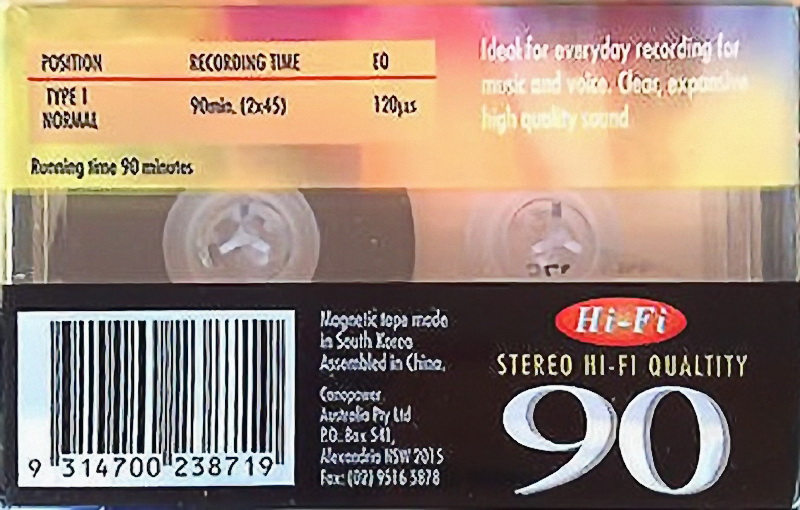 POSITION RECORDING TIME EQ
TYPE I 90min. (2x45) 120µs
NORMAL
Running time 90 minutes
Ideal for everyday recording for
music and voice. Clear, expansive
high quality sound
Hi-Fi
STEREO HI-FI QUALTITY
90
Magnetic tape made
in South Korea
Assembled in China.
Conopower
Australia Pty Ltd
P.O. Box 541,
Alexandria NSW 2015
Fax: (02) 9516 3878
9 314700 238719